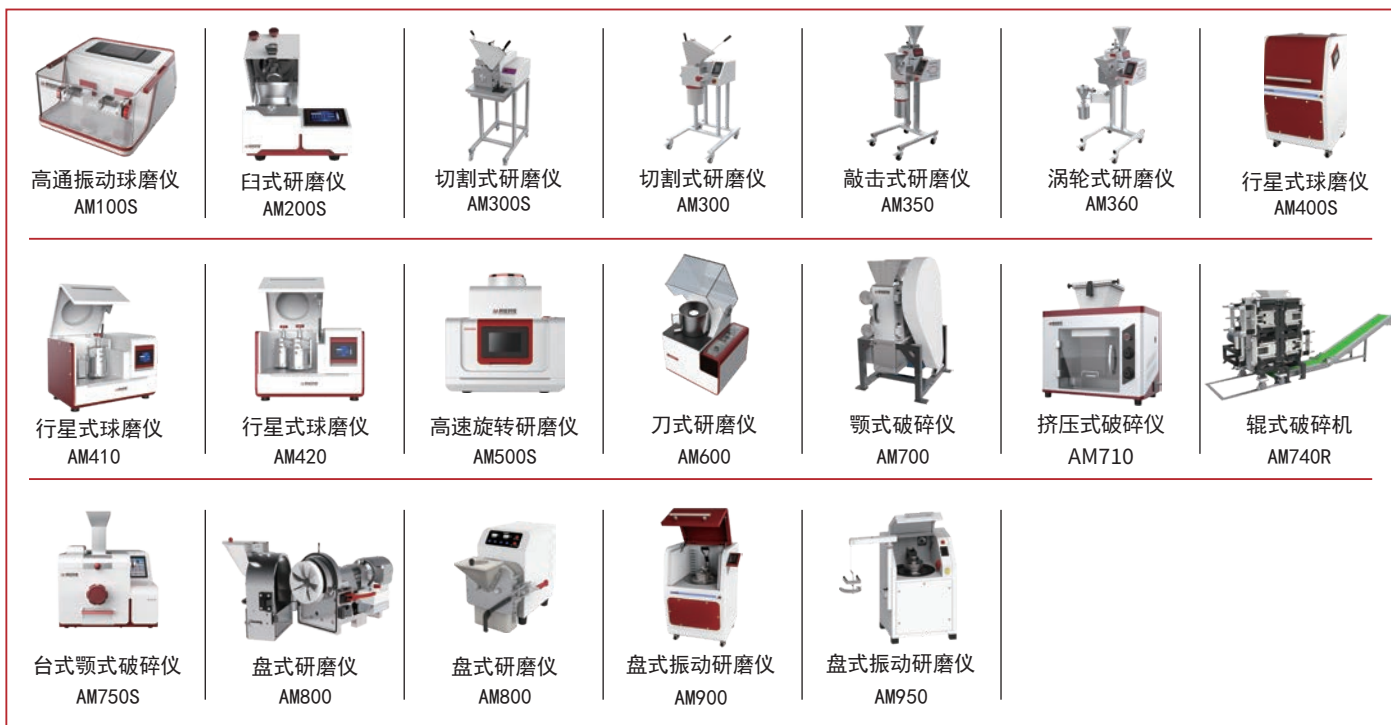 高通振动球磨仪
AM100S
臼式研磨仪
AM200S
切割式研磨仪
AM300S
切割式研磨仪
AM300
敲击式研磨仪
AM350
涡轮式研磨仪
AM360
行星式球磨仪
AM400S
行星式球磨仪
AM410
行星式球磨仪
AM420
高速旋转研磨仪
AM500S
刀式研磨仪
AM600
颚式破碎仪
AM700
挤压式破碎仪
AM710
辊式破碎机
AM740R
台式颚式破碎仪
AM750S
盘式研磨仪
AM800
盘式研磨仪
AM800
盘式振动研磨仪
AM900
盘式振动研磨仪
AM950